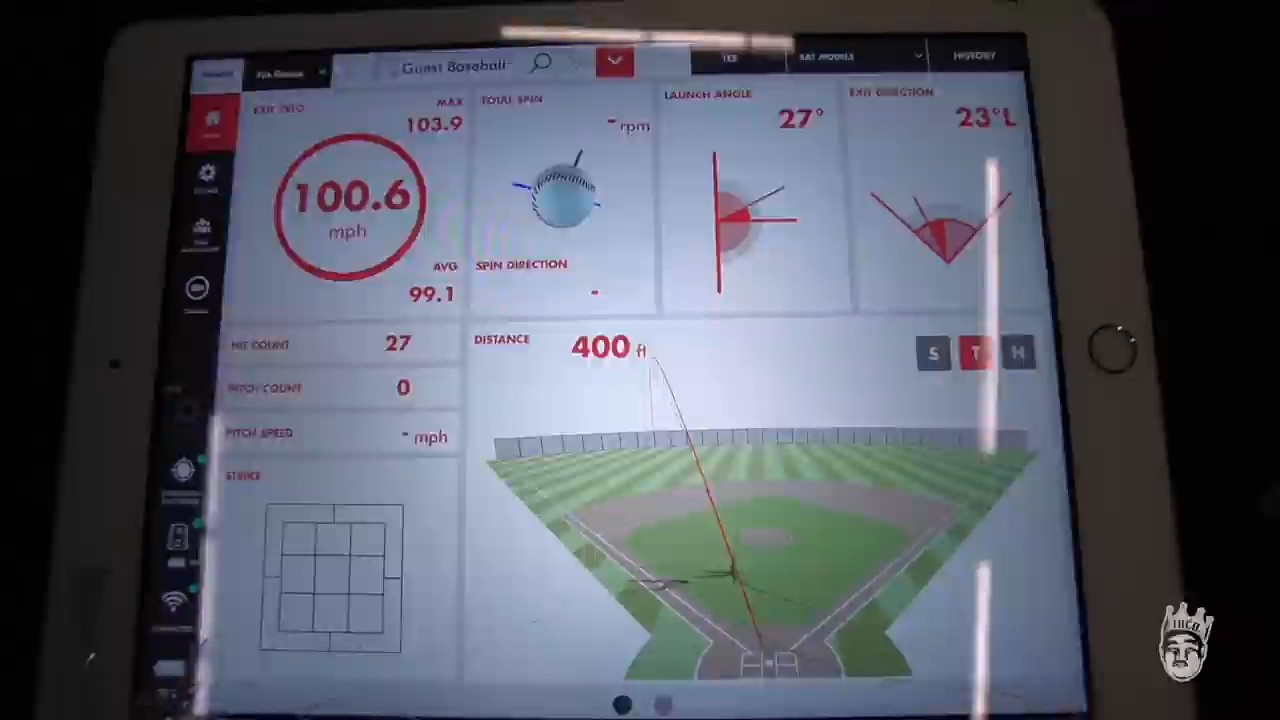 Guest Baseball
TEE
BAT MODELS
HISTORY
EXIT VELO
MAX
103.9
100.6
mph
AVG
99.1
TOTAL SPIN
- rpm
SPIN DIRECTION
-
LAUNCH ANGLE
27°
EXIT DIRECTION
23°L
HIT COUNT
27
PITCH COUNT
0
PITCH SPEED
- mph
STRIKE
DISTANCE
400 ft
S T H
THCO